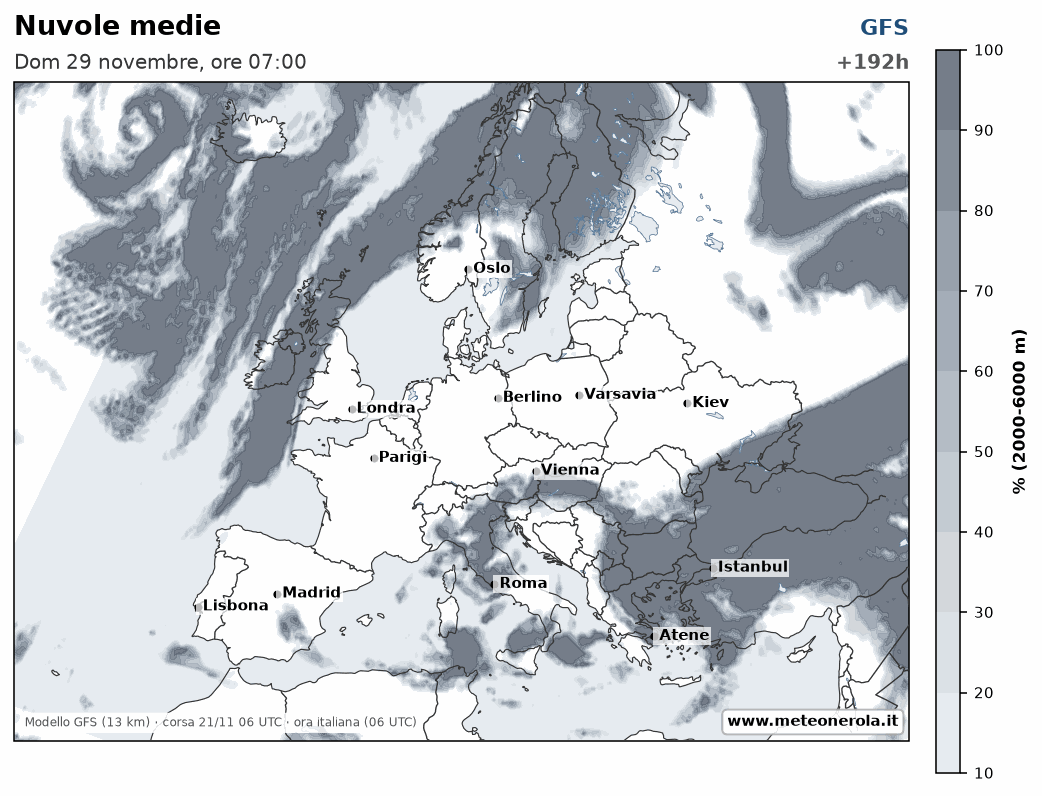 Nuvole medie
GFS
Dom 29 novembre, ore 07:00
+192h
100
90
80
70
60
50
40
30
20
10
% (2000-6000 m)
Oslo
Londra
Berlino
Varsavia
Kiev
Parigi
Vienna
Istanbul
Roma
Madrid
Lisbona
Atene
Modello GFS (13 km) · corsa 21/11 06 UTC · ora italiana (06 UTC)
www.meteonerola.it